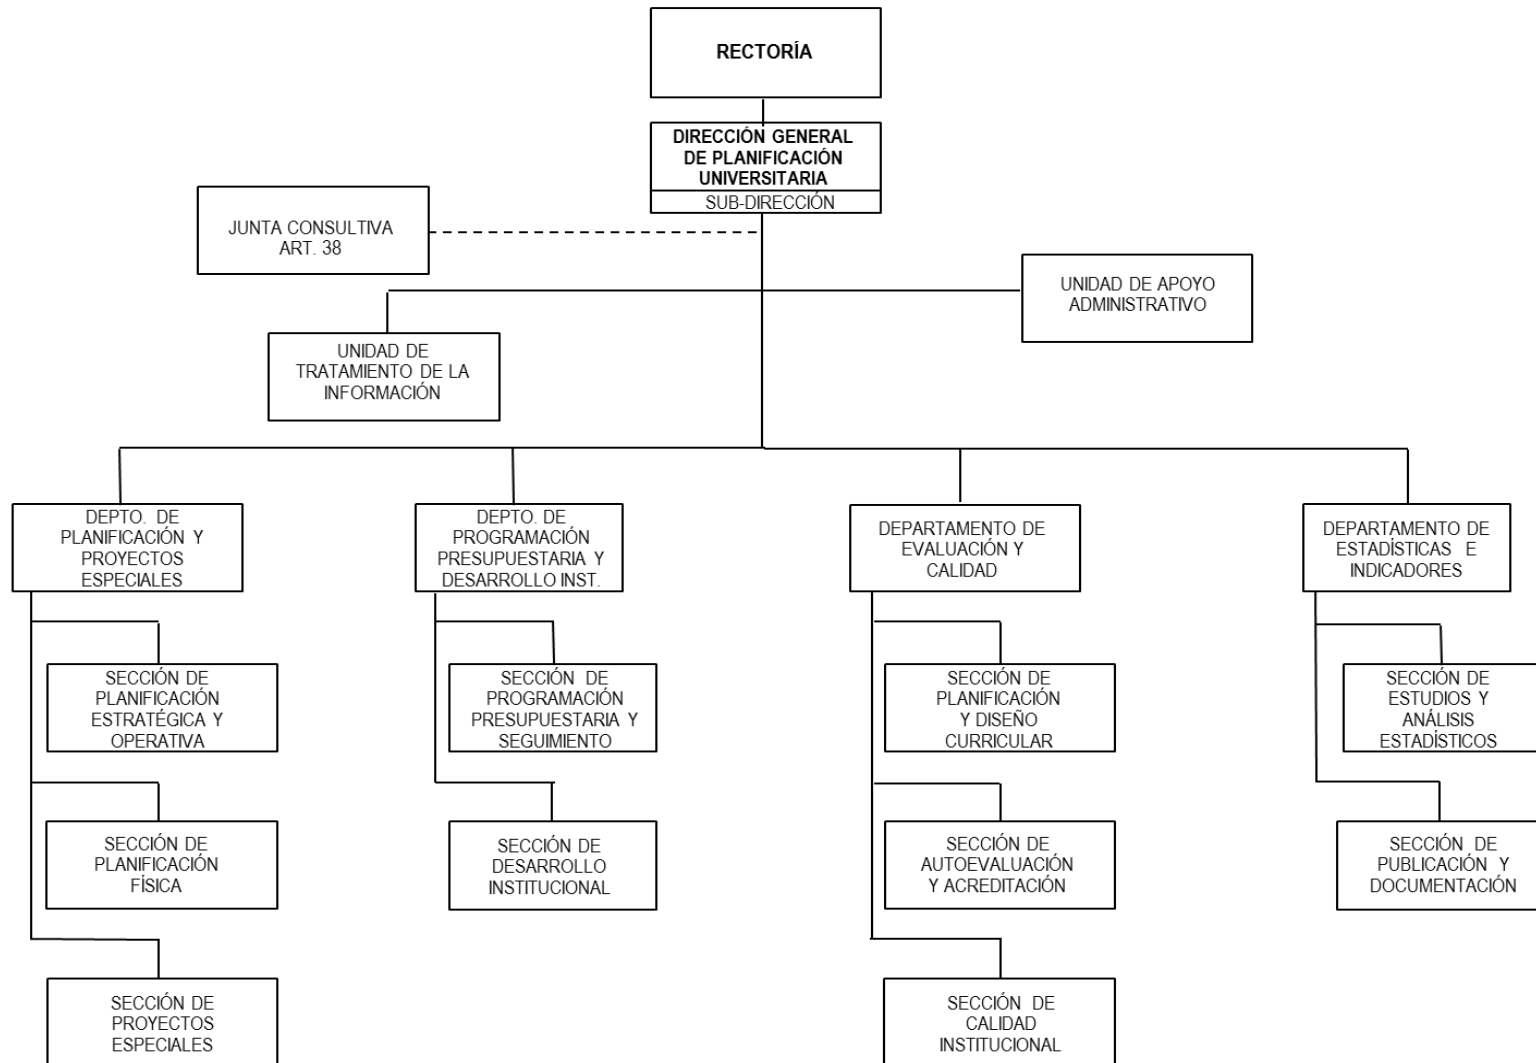 RECTORÍA
DIRECCIÓN GENERAL
DE PLANIFICACIÓN
UNIVERSITARIA
SUB-DIRECCIÓN
JUNTA CONSULTIVA
ART. 38
UNIDAD DE APOYO
ADMINISTRATIVO
UNIDAD DE
TRATAMIENTO DE LA
INFORMACIÓN
DEPTO. DE
PLANIFICACIÓN Y
PROYECTOS
ESPECIALES
DEPTO. DE
PROGRAMACIÓN
PRESUPUESTARIA Y
DESARROLLO INST.
DEPARTAMENTO DE
EVALUACIÓN Y
CALIDAD
DEPARTAMENTO DE
ESTADÍSTICAS E
INDICADORES
SECCIÓN DE
PLANIFICACIÓN
ESTRATÉGICA Y
OPERATIVA
SECCIÓN DE
PROGRAMACIÓN
PRESUPUESTARIA Y
SEGUIMIENTO
SECCIÓN DE
PLANIFICACIÓN
Y DISEÑO
CURRICULAR
SECCIÓN DE
ESTUDIOS Y
ANÁLISIS
ESTADÍSTICOS
SECCIÓN DE
PLANIFICACIÓN
FÍSICA
SECCIÓN DE
DESARROLLO
INSTITUCIONAL
SECCIÓN DE
AUTOEVALUACIÓN
Y ACREDITACIÓN
SECCIÓN DE
PUBLICACIÓN Y
DOCUMENTACIÓN
SECCIÓN DE
PROYECTOS
ESPECIALES
SECCIÓN DE
CALIDAD
INSTITUCIONAL